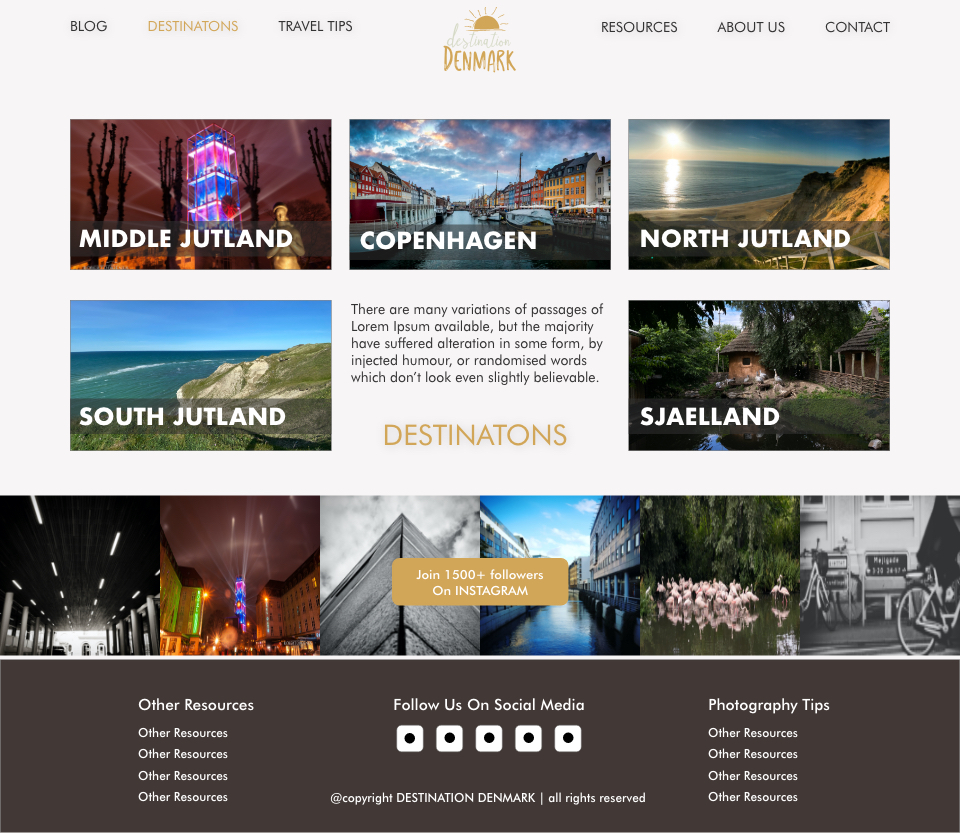 BLOG DESTINATONS TRAVEL TIPS
destination
DENMARK
RESOURCES ABOUT US CONTACT
MIDDLE JUTLAND
COPENHAGEN
NORTH JUTLAND
SOUTH JUTLAND
There are many variations of passages of
Lorem Ipsum available, but the majority
have suffered alteration in some form, by
injected humour, or randomised words
which don't look even slightly believable.
DESTINATONS
SJAELLAND
Join 1500+ followers
On INSTAGRAM
Other Resources
Other Resources
Other Resources
Other Resources
Other Resources
Follow Us On Social Media
@copyright DESTINATION DENMARK | all rights reserved
Photography Tips
Other Resources
Other Resources
Other Resources
Other Resources